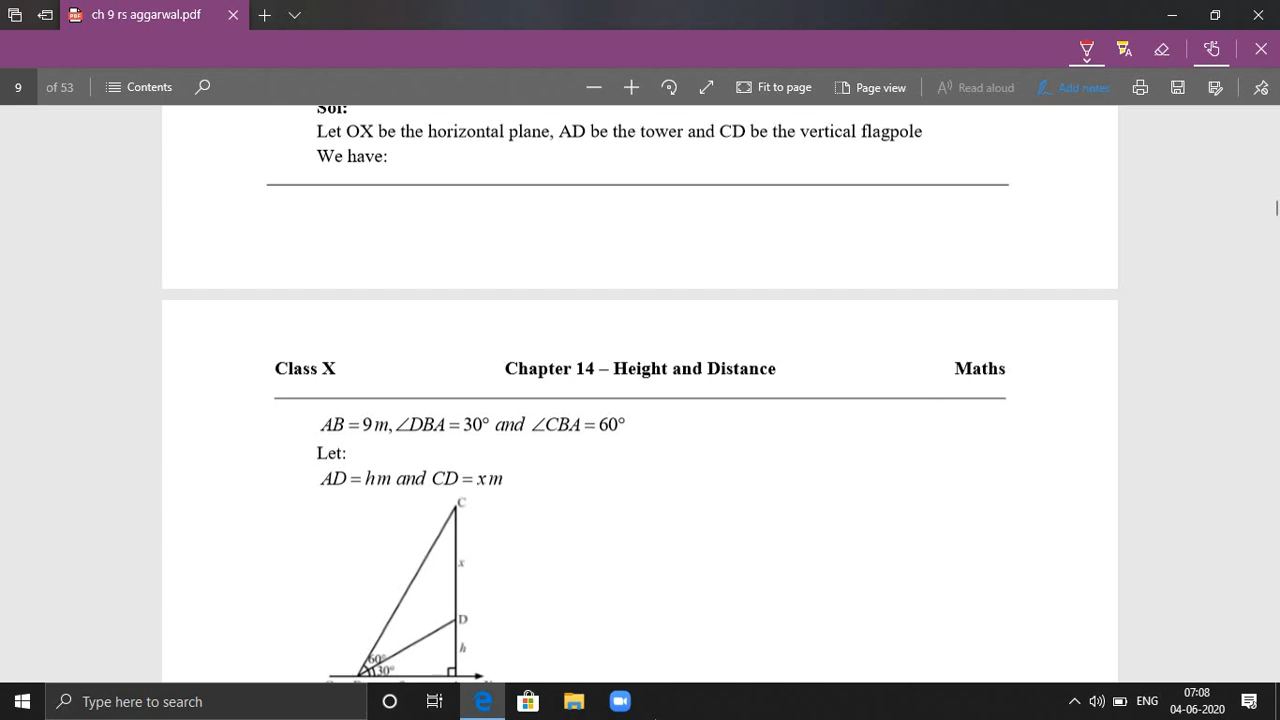 ch 9 rs aggarwal.pdf
9 of 53
Contents
Fit to page
Page view
Read aloud
Add notes
Sol:
Let OX be the horizontal plane, AD be the tower and CD be the vertical flagpole
We have:
Class X Chapter 14 – Height and Distance Maths
AB = 9 m, ∠DBA = 30° and ∠CBA = 60°
Let:
AD = h m and CD = x m
C
x
D
h
60°
30°
Type here to search
ENG
07:08
04-06-2020